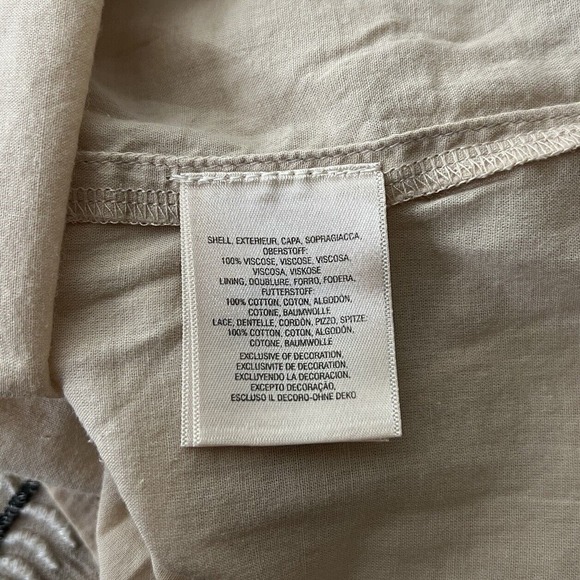 SHELL, EXTERIEUR, CAPA, SOPRAGIACCA,
OBERSTOFF:
100% VISCOSE, VISCOSE, VISCOSA,
VISCOSA, VISKOSE
LINING, DOUBLURE, FORRO, FODERA,
FUTTERSTOFF:
100% COTTON, COTON, ALGODÓN,
COTONE, BAUMWOLLE
LACE, DENTELLE, CORDÓN, PIZZO, SPITZE:
100% COTTON, COTON, ALGODÓN,
COTONE, BAUMWOLLE
EXCLUSIVE OF DECORATION,
EXCLUSIVITE DE DECORATION,
EXCLUYENDO LA DECORACION,
EXCEPTO DECORAÇÃO,
ESCLUSO IL DECORO-OHNE DEKO